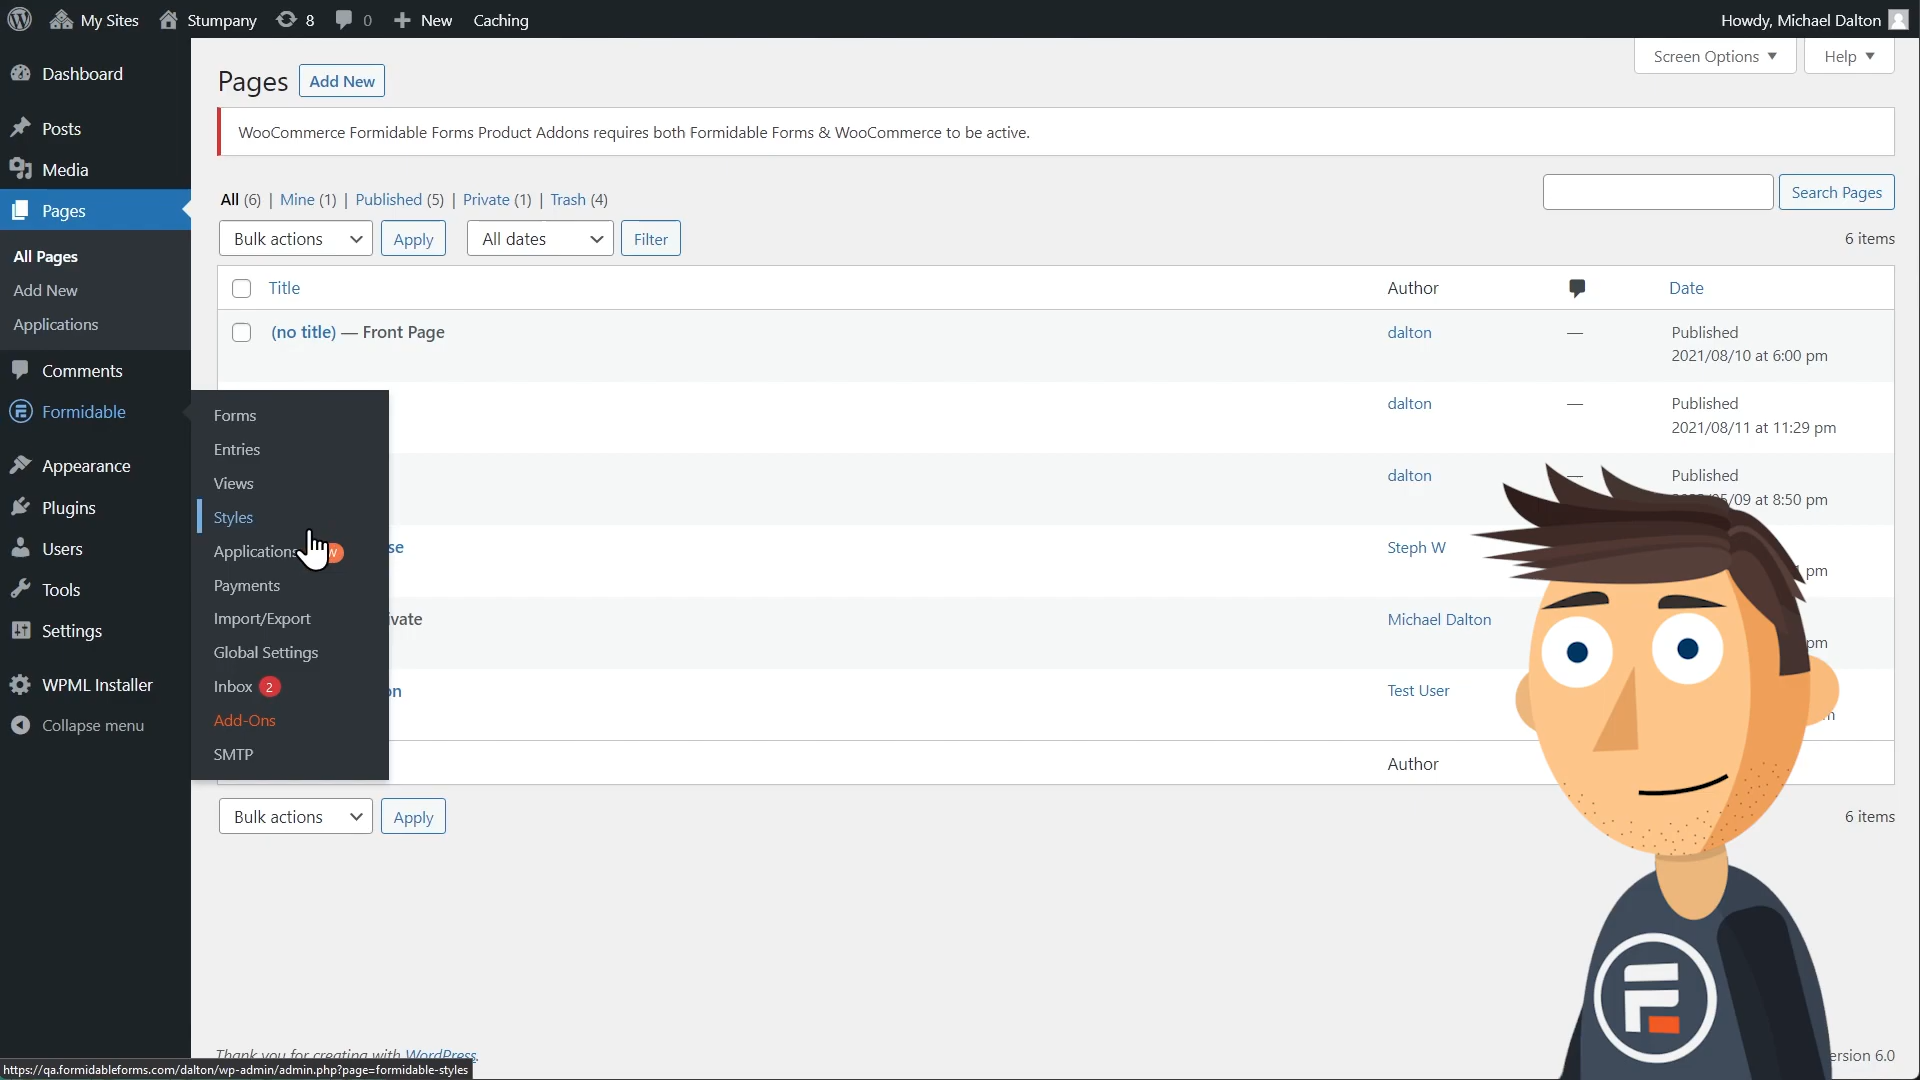 My Sites Stumpany 8 0 New Caching Howdy, Michael Dalton
Screen Options Help
Dashboard
Posts
Media
Pages
All Pages
Add New
Applications
Comments
Formidable
Appearance
Plugins
Users
Tools
Settings
WPML Installer
Collapse menu
Forms
Entries
Views
Styles
Applications
Payments
Import/Export
Global Settings
Inbox 2
Add-Ons
SMTP
Pages Add New
WooCommerce Formidable Forms Product Addons requires both Formidable Forms & WooCommerce to be active.
All (6) | Mine (1) | Published (5) | Private (1) | Trash (4)
Search Pages
Bulk actions Apply All dates Filter 6 items
Title Author Date
(no title) — Front Page dalton — Published
2021/08/10 at 6:00 pm
dalton — Published
2021/08/11 at 11:29 pm
dalton — Published
/09 at 8:50 pm
se Steph W
pm
ivate Michael Dalton
pm
on Test User
Author
Bulk actions Apply 6 items
Thank you for creating with WordPress.
ersion 6.0
https://qa.formidableforms.com/dalton/wp-admin/admin.php?page=formidable-styles